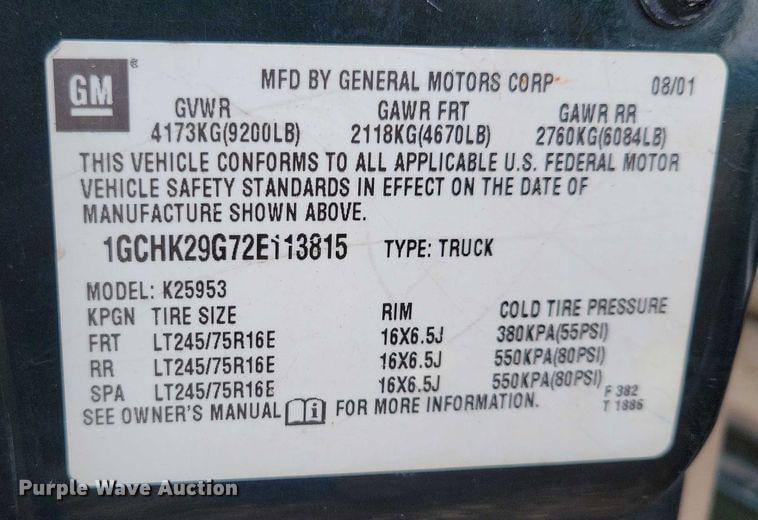 GM ® MFD BY GENERAL MOTORS CORP 08/01
GVWR GAWR FRT GAWR RR
4173KG(9200LB) 2118KG(4670LB) 2760KG(6084LB)
THIS VEHICLE CONFORMS TO ALL APPLICABLE U.S. FEDERAL MOTOR
VEHICLE SAFETY STANDARDS IN EFFECT ON THE DATE OF
MANUFACTURE SHOWN ABOVE.
1GCHK29G72E113815 TYPE: TRUCK
MODEL: K25953
KPGN TIRE SIZE RIM COLD TIRE PRESSURE
FRT LT245/75R16E 16X6.5J 380KPA(55PSI)
RR LT245/75R16E 16X6.5J 550KPA(80PSI)
SPA LT245/75R16E 16X6.5J 550KPA(80PSI)
SEE OWNER'S MANUAL i FOR MORE INFORMATION.
F 382
T 1886
Purple Wave Auction